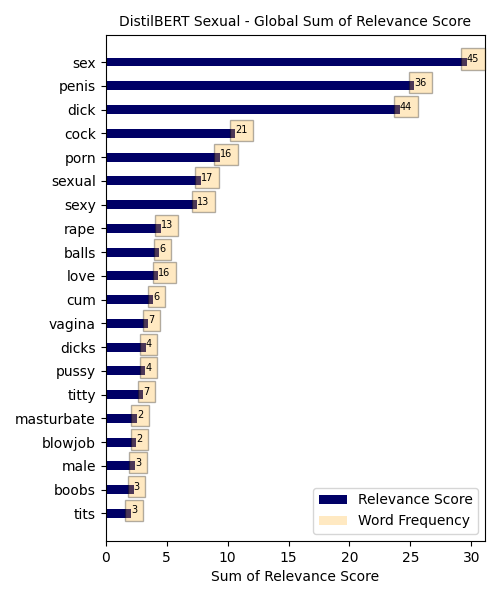 DistilBERT Sexual - Global Sum of Relevance Score
sex 45
penis 36
dick 44
cock 21
porn 16
sexual 17
sexy 13
rape 13
balls 6
love 16
cum 6
vagina 7
dicks 4
pussy 4
titty 7
masturbate 2
blowjob 2
male 3
boobs 3
tits 3
Relevance Score
Word Frequency
0 5 10 15 20 25 30
Sum of Relevance Score